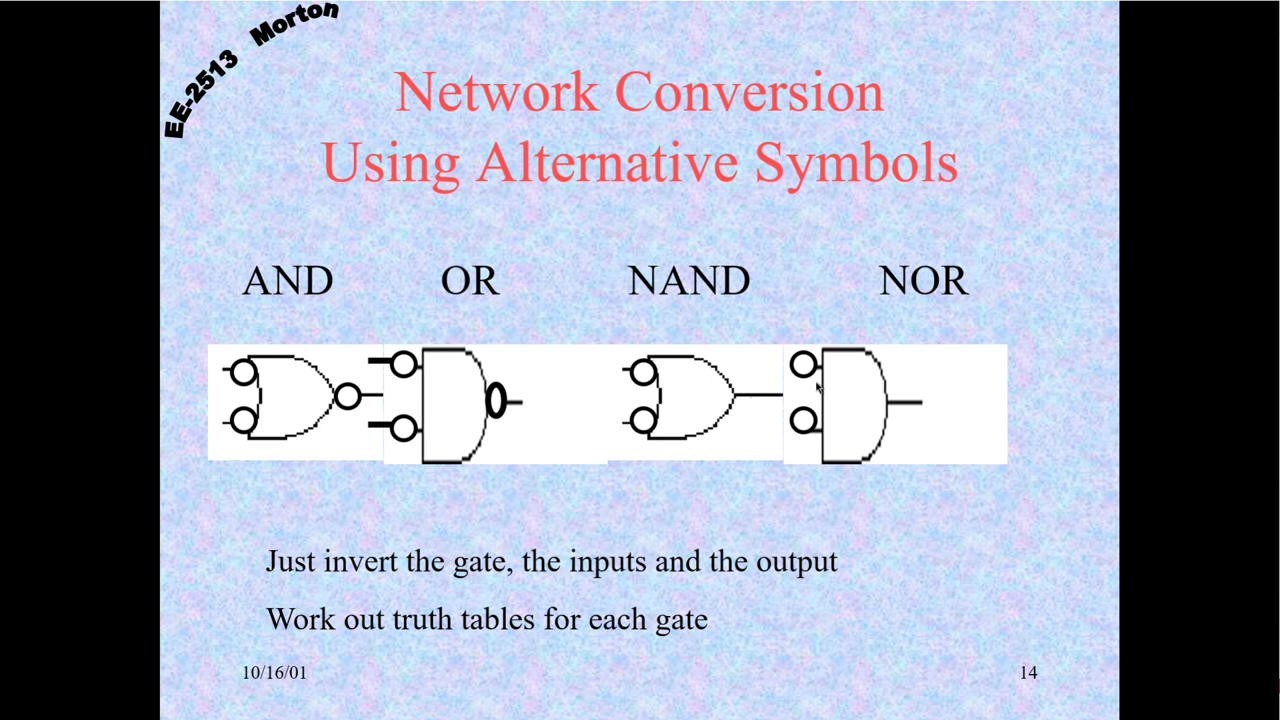 EE-2513 Morton
Network Conversion
Using Alternative Symbols
AND OR NAND NOR
Just invert the gate, the inputs and the output
Work out truth tables for each gate
10/16/01 14